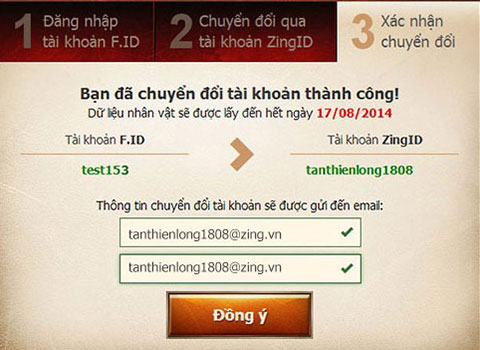 1 Đăng nhập
tài khoản F.ID
2 Chuyển đổi qua
tài khoản ZingID
3 Xác nhận
chuyển đổi
Bạn đã chuyển đổi tài khoản thành công!
Dữ liệu nhân vật sẽ được lấy đến hết ngày 17/08/2014
Tài khoản F.ID
Tài khoản ZingID
test153
tanthienlong1808
Thông tin chuyển đổi tài khoản sẽ được gửi đến email:
tanthienlong1808@zing.vn
tanthienlong1808@zing.vn
Đồng ý